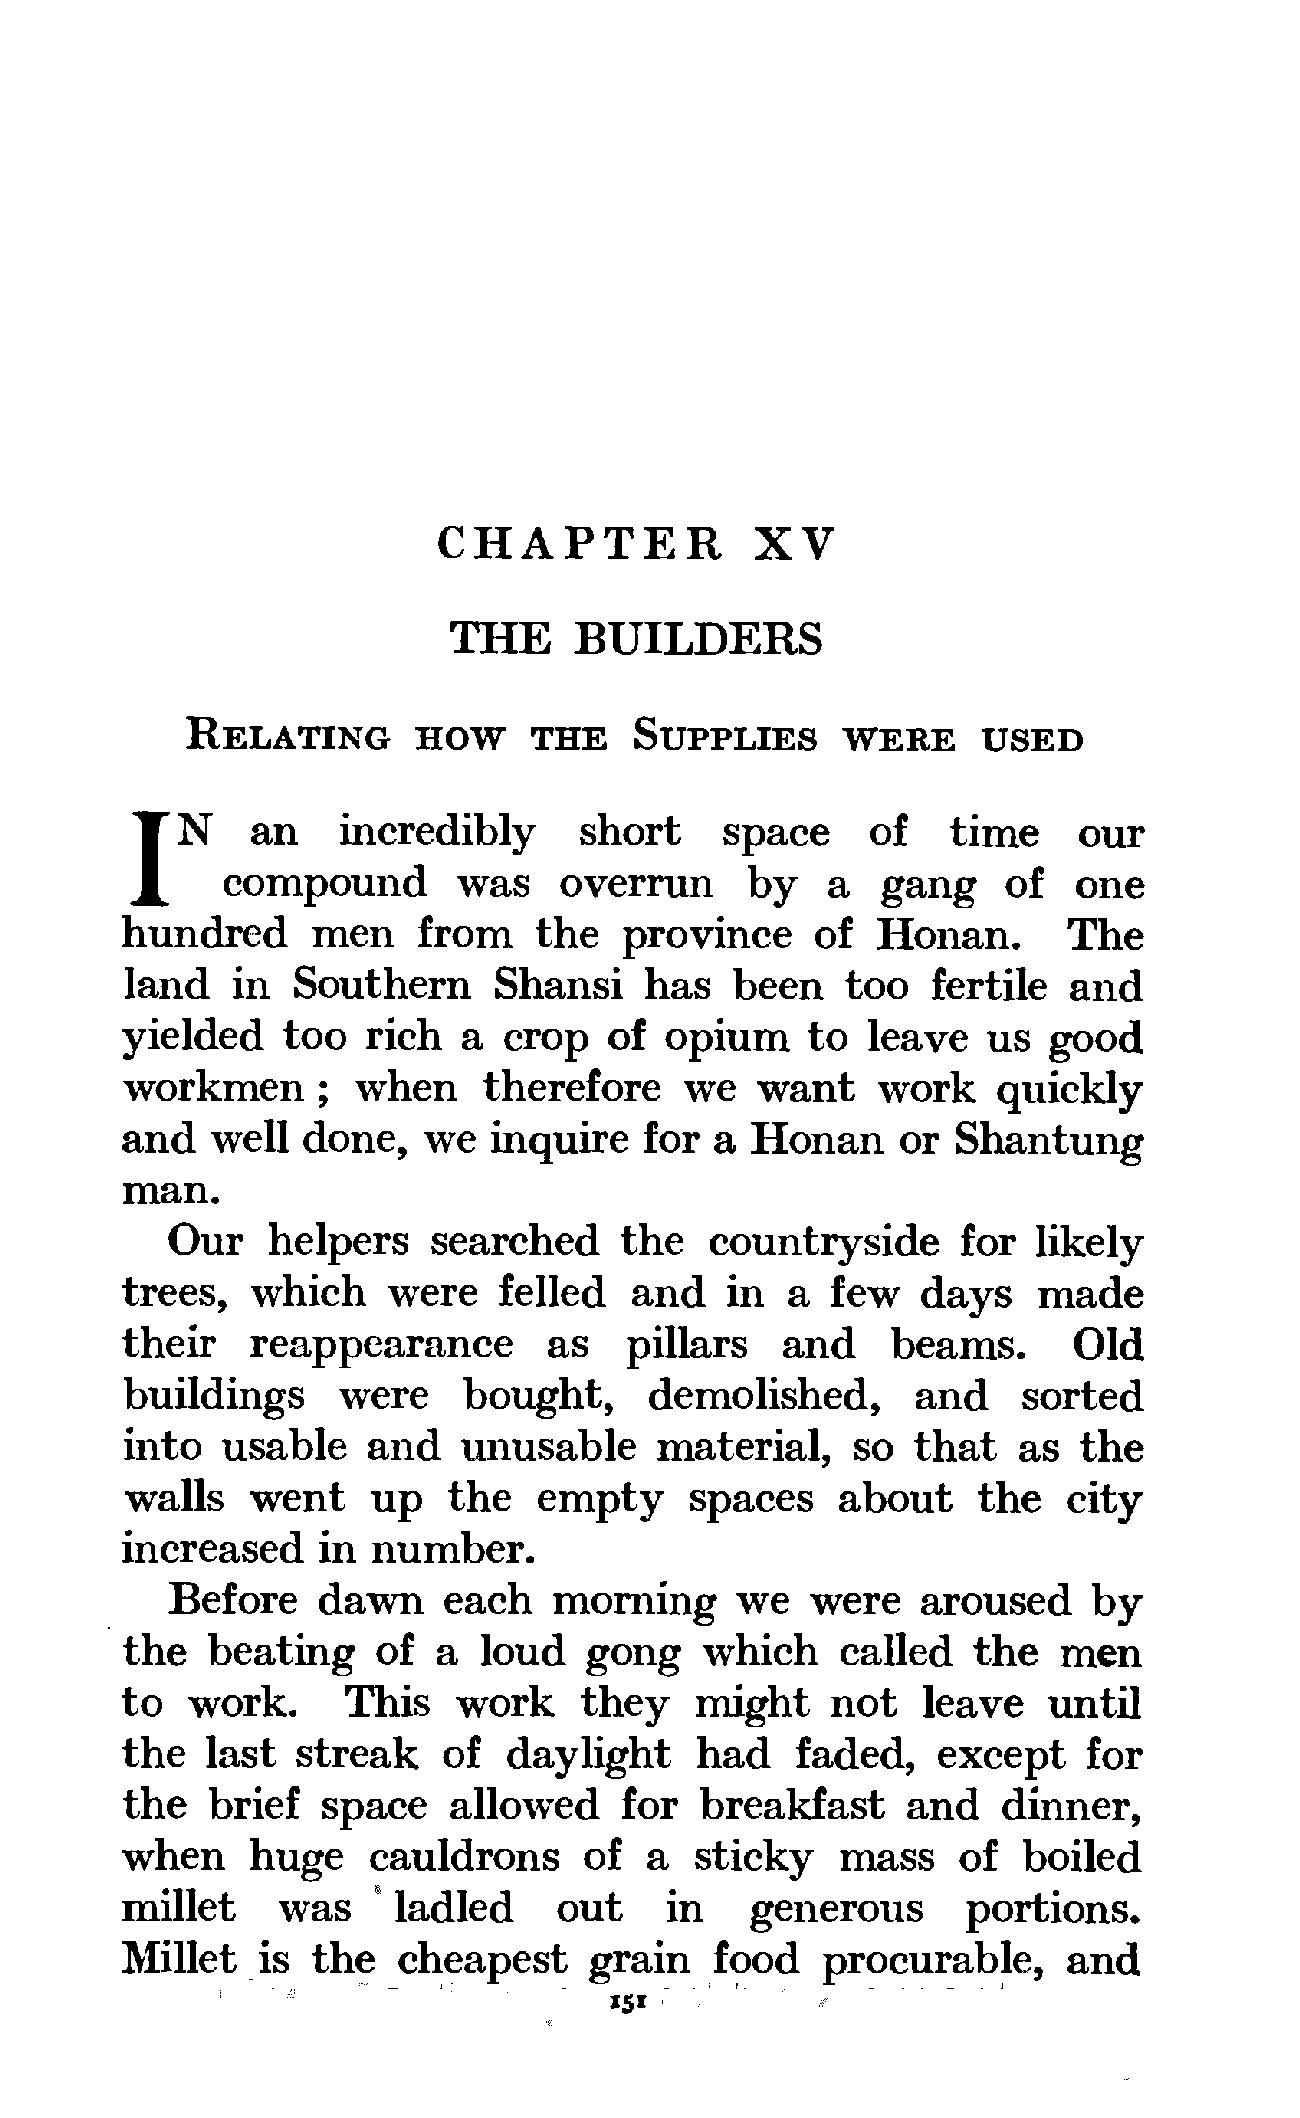 CHAPTER XV
THE BUILDERS
RELATING HOW THE SUPPLIES WERE USED
IN an incredibly short space of time our
compound was overrun by a gang of one
hundred men from the province of Honan. The
land in Southern Shansi has been too fertile and
yielded too rich a crop of opium to leave us good
workmen ; when therefore we want work quickly
and well done, we inquire for a Honan or Shantung
man.
Our helpers searched the countryside for likely
trees, which were felled and in a few days made
their reappearance as pillars and beams. Old
buildings were bought, demolished, and sorted
into usable and unusable material, so that as the
walls went up the empty spaces about the city
increased in number.
Before dawn each morning we were aroused by
the beating of a loud gong which called the men
to work. This work they might not leave until
the last streak of daylight had faded, except for
the brief space allowed for breakfast and dinner,
when huge cauldrons of a sticky mass of boiled
millet was ladled out in generous portions.
Millet is the cheapest grain food procurable, and
151